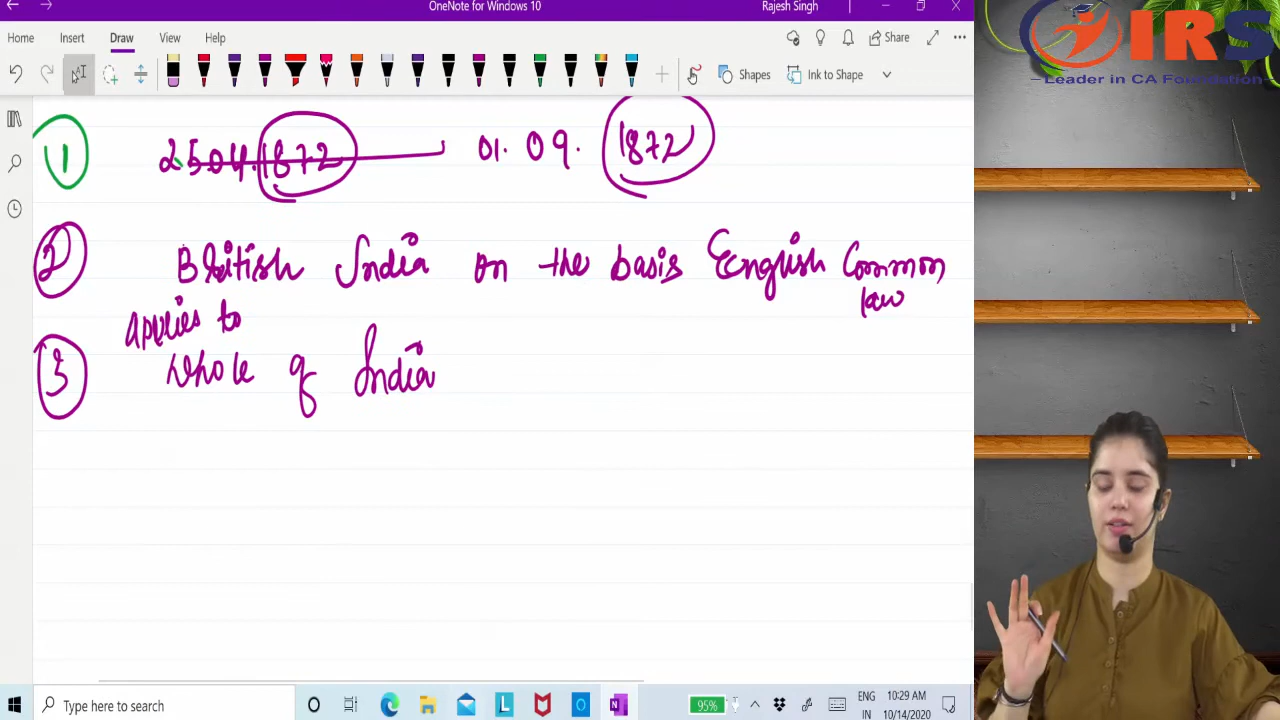 OneNote for Windows 10
Rajesh Singh
Home Insert Draw View Help
Share
Shapes
Ink to Shape
IRS
Leader in CA Foundation
1 2504.1872 01.09.1872
2 British India on the basis English Common
law
applies to
3 whole of India
Type here to search
95%
ENG
IN
10:29 AM
10/14/2020